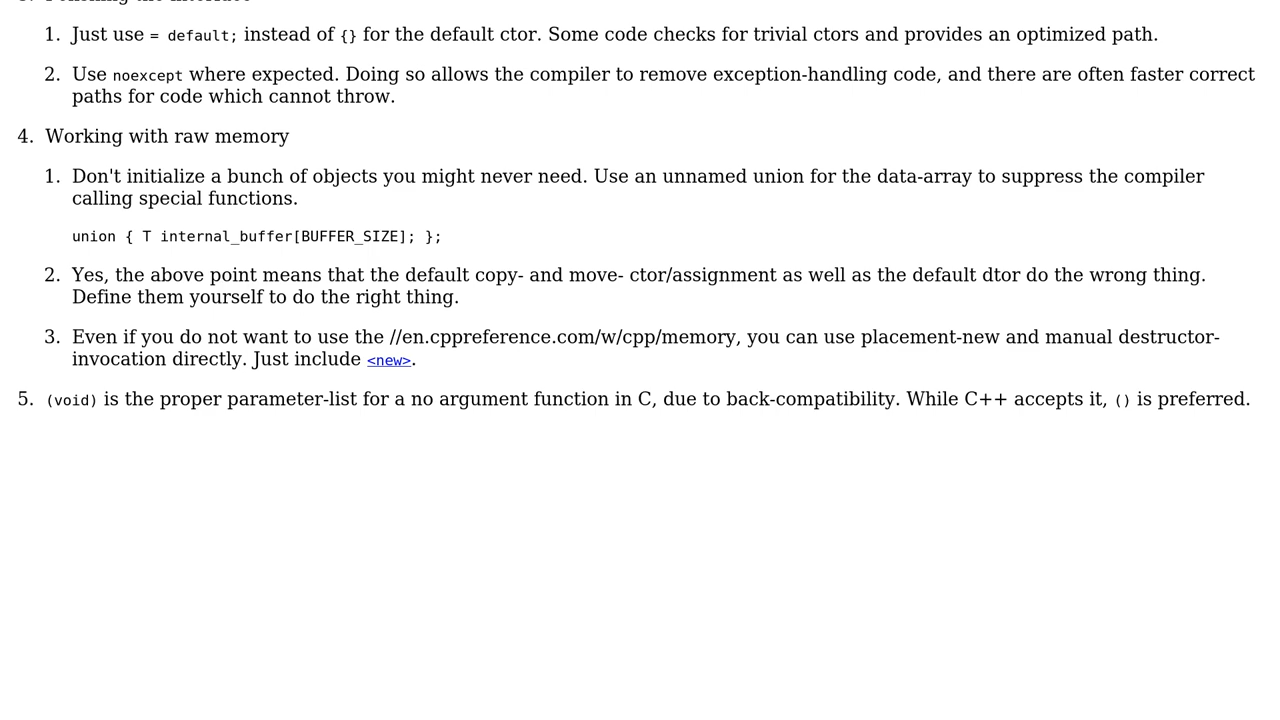 1. Just use = default; instead of {} for the default ctor. Some code checks for trivial ctors and provides an optimized path.
2. Use noexcept where expected. Doing so allows the compiler to remove exception-handling code, and there are often faster correct
paths for code which cannot throw.
4. Working with raw memory
1. Don't initialize a bunch of objects you might never need. Use an unnamed union for the data-array to suppress the compiler
calling special functions.
union { T internal_buffer[BUFFER_SIZE]; };
2. Yes, the above point means that the default copy- and move- ctor/assignment as well as the default dtor do the wrong thing.
Define them yourself to do the right thing.
3. Even if you do not want to use the //en.cppreference.com/w/cpp/memory, you can use placement-new and manual destructor-
invocation directly. Just include <new>.
5. (void) is the proper parameter-list for a no argument function in C, due to back-compatibility. While C++ accepts it, () is preferred.